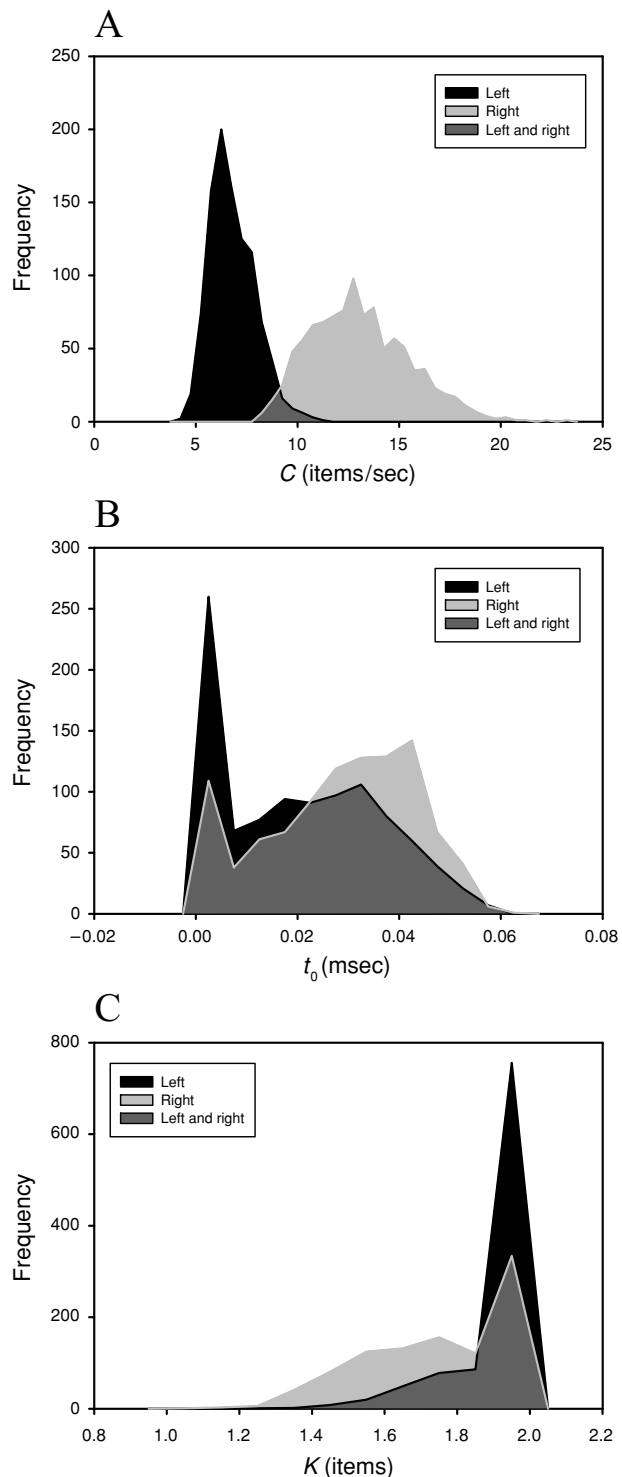 A
250
200
150
100
50
0
Frequency
Left
Right
Left and right
0 5 10 15 20 25
C (items/sec)
B
300
250
200
150
100
50
0
Frequency
Left
Right
Left and right
−0.02 0.00 0.02 0.04 0.06 0.08
t0 (msec)
C
800
600
400
200
0
Frequency
Left
Right
Left and right
0.8 1.0 1.2 1.4 1.6 1.8 2.0 2.2
K (items)